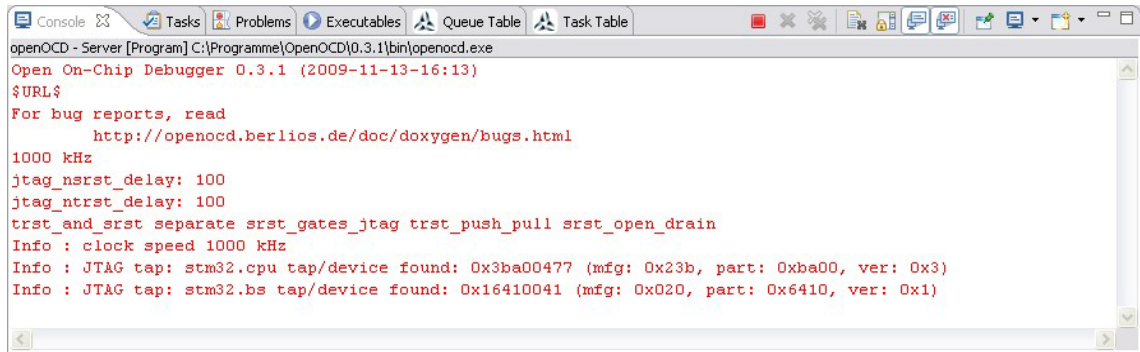 Console Tasks Problems Executables Queue Table Task Table
openOCD - Server [Program] C:\Programme\OpenOCD\0.3.1\bin\openocd.exe
Open On-Chip Debugger 0.3.1 (2009-11-13-16:13)
$URL$
For bug reports, read
http://openocd.berlios.de/doc/doxygen/bugs.html
1000 kHz
jtag_nsrst_delay: 100
jtag_ntrst_delay: 100
trst_and_srst separate srst_gates_jtag trst_push_pull srst_open_drain
Info : clock speed 1000 kHz
Info : JTAG tap: stm32.cpu tap/device found: 0x3ba00477 (mfg: 0x23b, part: 0xba00, ver: 0x3)
Info : JTAG tap: stm32.bs tap/device found: 0x16410041 (mfg: 0x020, part: 0x6410, ver: 0x1)